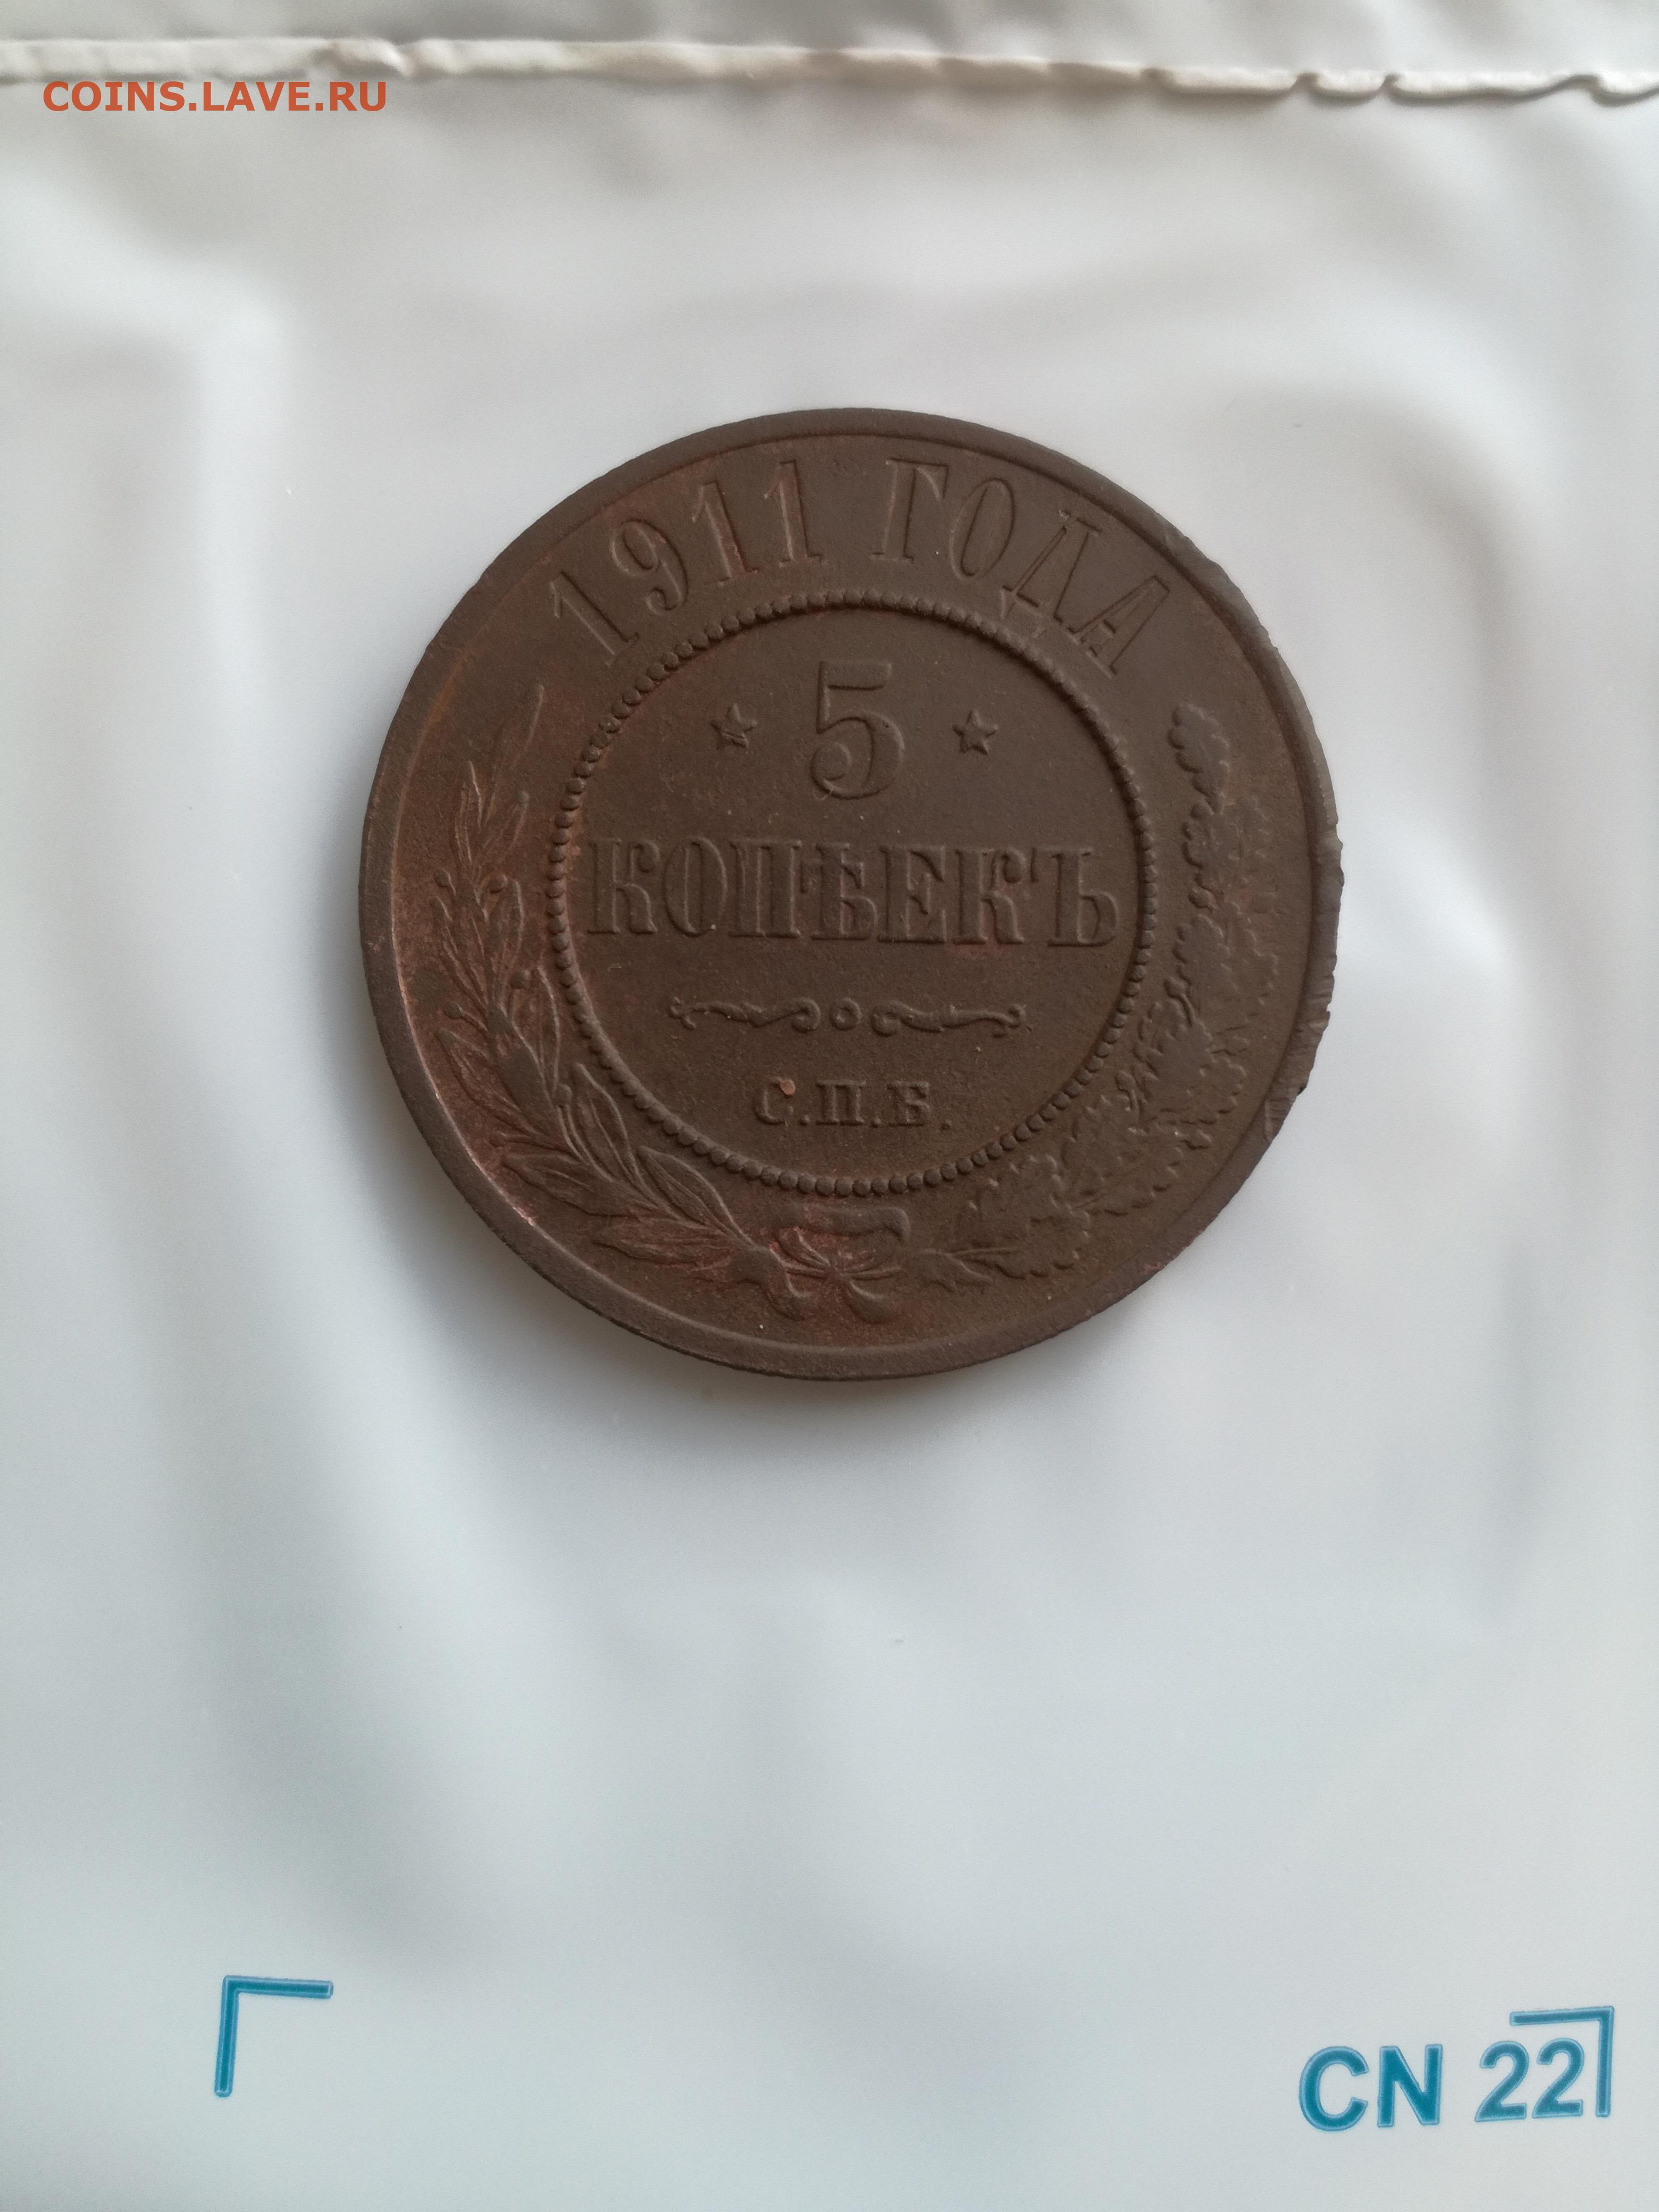 COINS.LAVE.RU
1911 ГОДА
5
КОПѢЕКЪ
С.П.Б.
CN 22